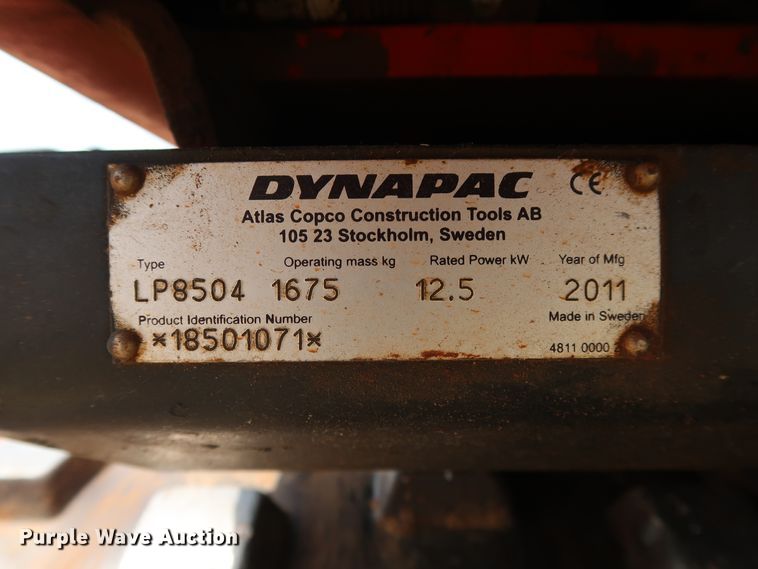 DYNAPAC CE
Atlas Copco Construction Tools AB
105 23 Stockholm, Sweden
Type Operating mass kg Rated Power kW Year of Mfg
LP8504 1675 12.5 2011
Product Identification Number Made in Sweden
*18501071*
4811 0000
Purple Wave Auction